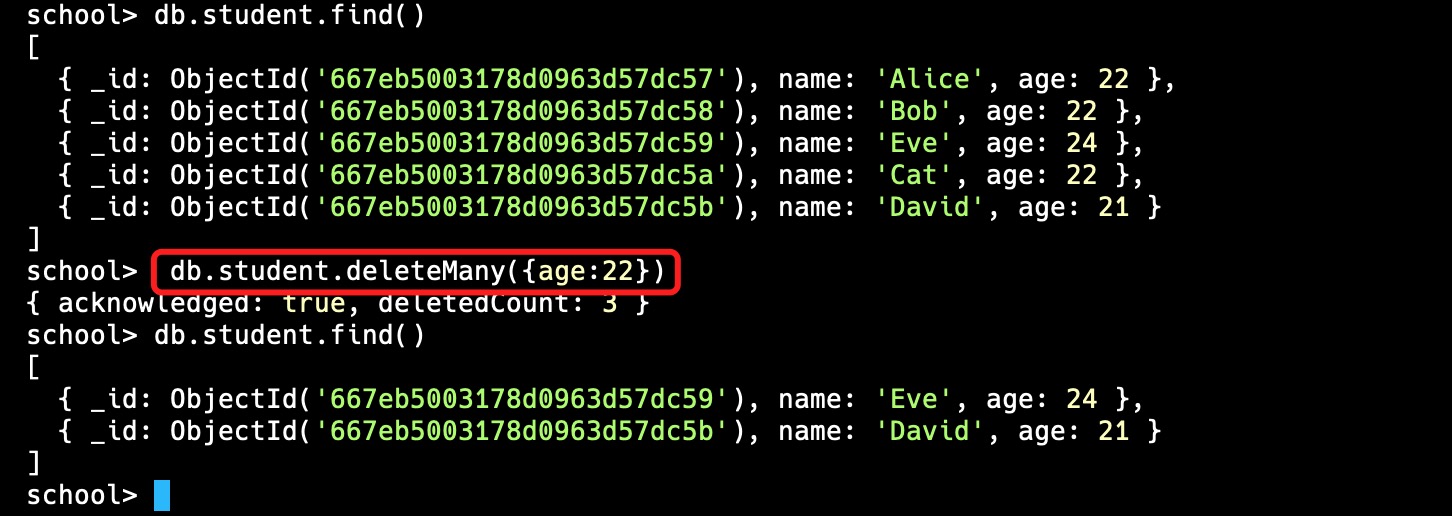 school> db.student.find()
[
  { _id: ObjectId('667eb5003178d0963d57dc57'), name: 'Alice', age: 22 },
  { _id: ObjectId('667eb5003178d0963d57dc58'), name: 'Bob', age: 22 },
  { _id: ObjectId('667eb5003178d0963d57dc59'), name: 'Eve', age: 24 },
  { _id: ObjectId('667eb5003178d0963d57dc5a'), name: 'Cat', age: 22 },
  { _id: ObjectId('667eb5003178d0963d57dc5b'), name: 'David', age: 21 }
]
school>  db.student.deleteMany({age:22})
{ acknowledged: true, deletedCount: 3 }
school> db.student.find()
[
  { _id: ObjectId('667eb5003178d0963d57dc59'), name: 'Eve', age: 24 },
  { _id: ObjectId('667eb5003178d0963d57dc5b'), name: 'David', age: 21 }
]
school>